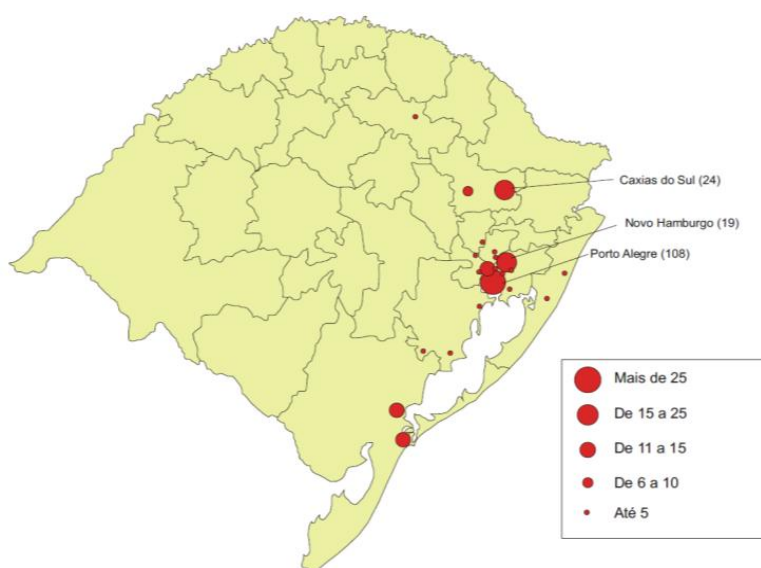 Caxias do Sul (24)
Novo Hamburgo (19)
Porto Alegre (108)
Mais de 25
De 15 a 25
De 11 a 15
De 6 a 10
Até 5